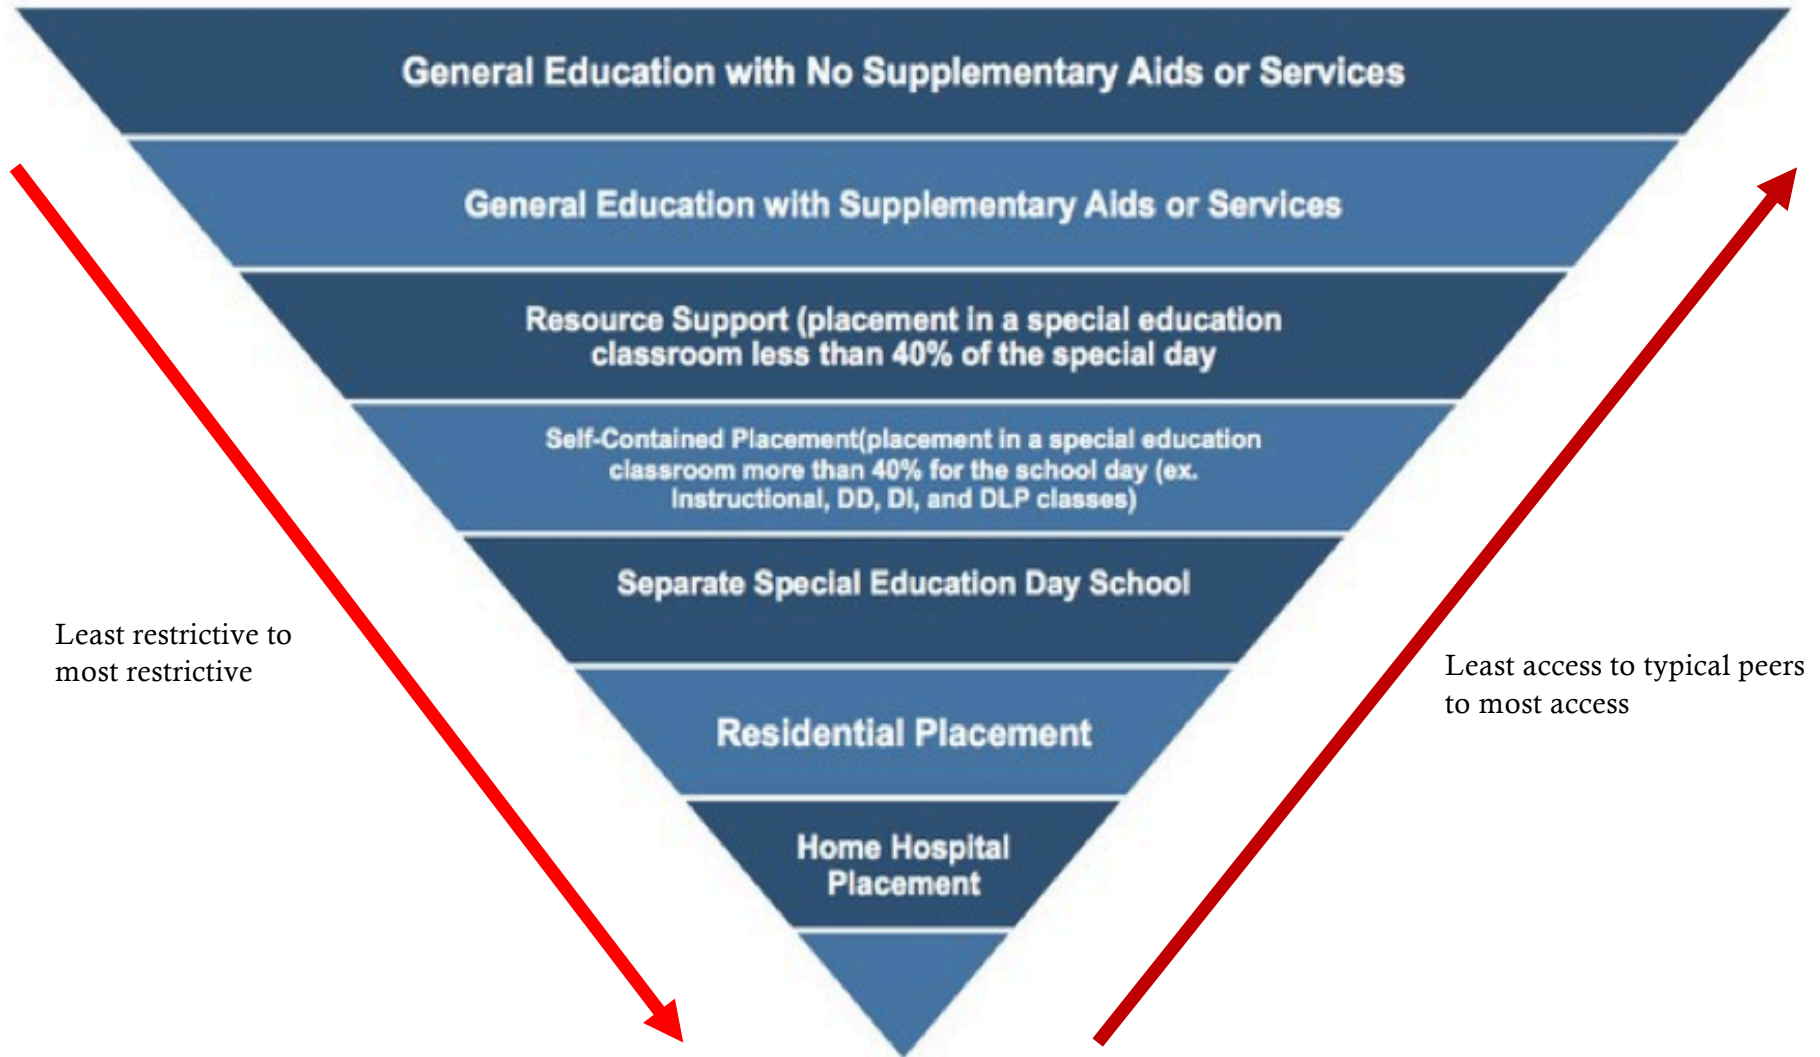 General Education with No Supplementary Aids or Services
General Education with Supplementary Aids or Services
Resource Support (placement in a special education
classroom less than 40% of the special day
Self-Contained Placement(placement in a special education
classroom more than 40% for the school day (ex.
Instructional, DD, DI, and DLP classes)
Separate Special Education Day School
Least restrictive to
most restrictive
Least access to typical peers
to most access
Residential Placement
Home Hospital
Placement